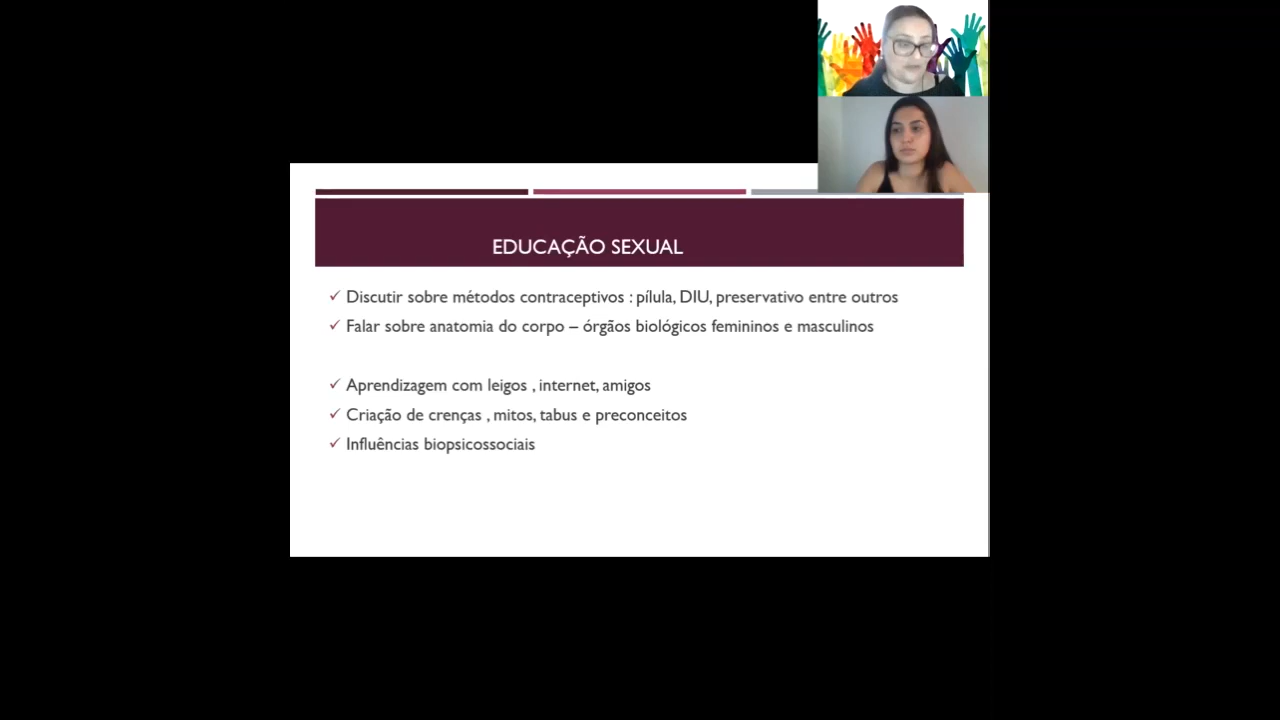 EDUCAÇÃO SEXUAL
Discutir sobre métodos contraceptivos : pílula, DIU, preservativo entre outros
Falar sobre anatomia do corpo – órgãos biológicos femininos e masculinos
Aprendizagem com leigos , internet, amigos
Criação de crenças , mitos, tabus e preconceitos
Influências biopsicossociais